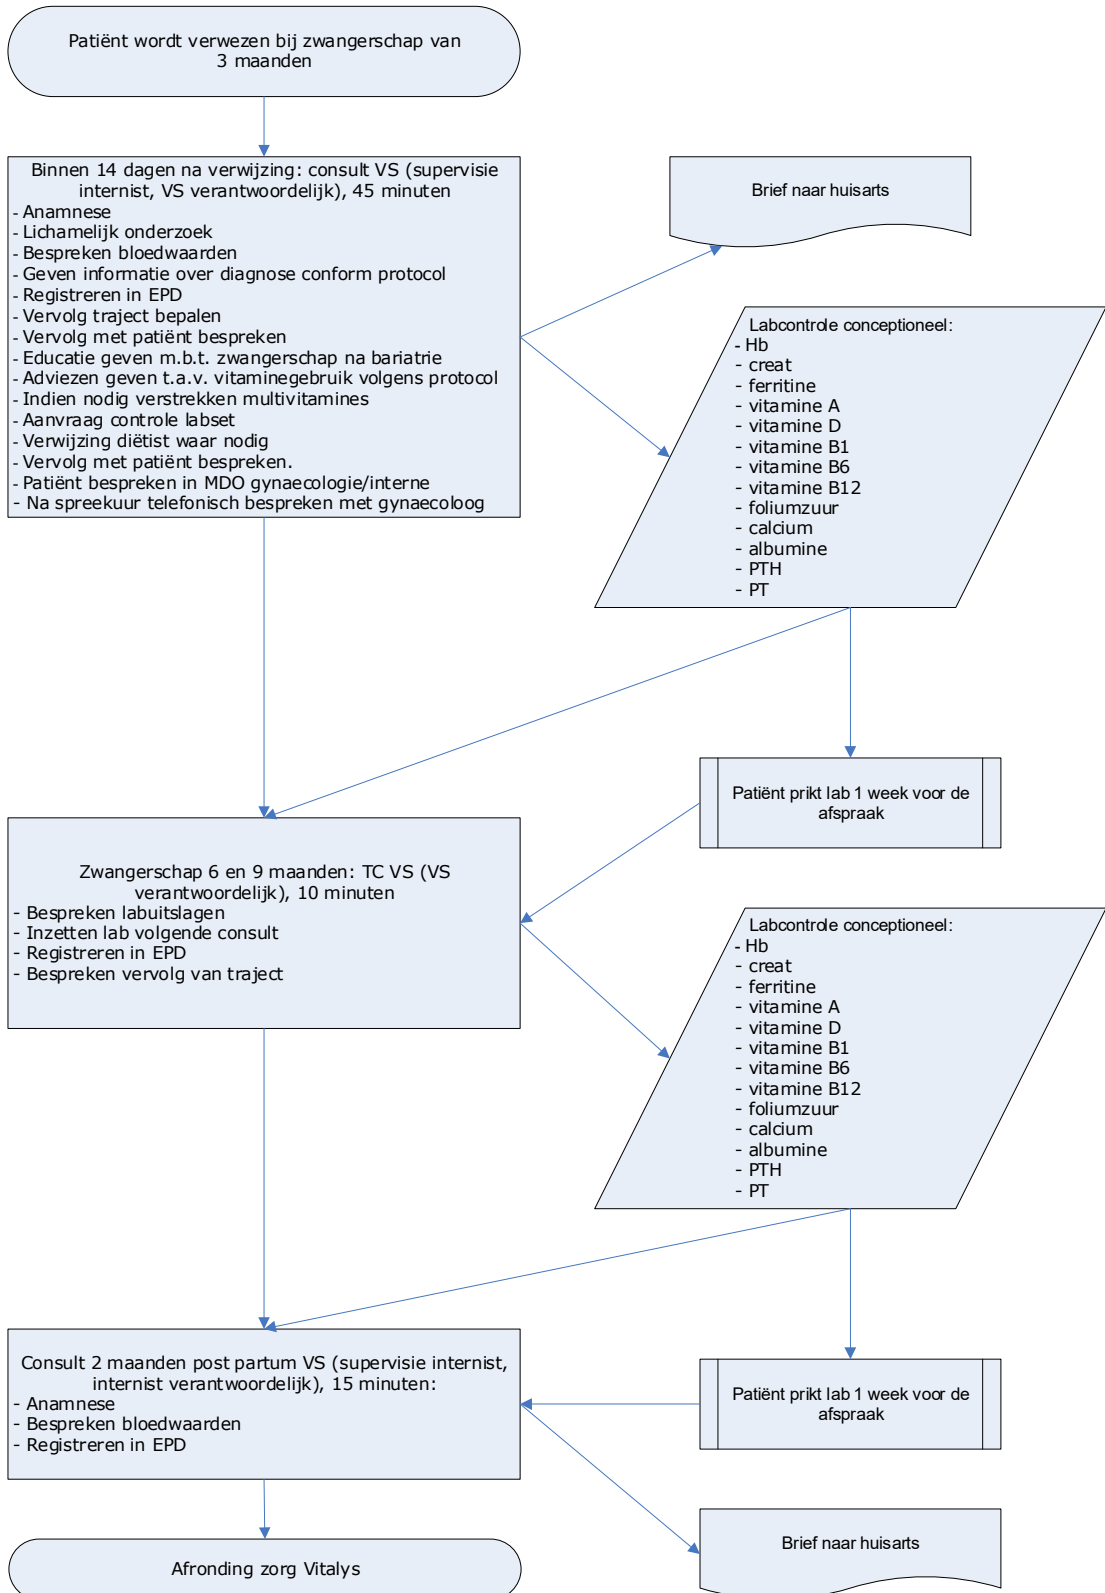 Patiënt wordt verwezen bij zwangerschap van
3 maanden
Binnen 14 dagen na verwijzing: consult VS (supervisie
internist, VS verantwoordelijk), 45 minuten
- Anamnese
- Lichamelijk onderzoek
- Bespreken bloedwaarden
- Geven informatie over diagnose conform protocol
- Registreren in EPD
- Vervolg traject bepalen
- Vervolg met patiënt bespreken
- Educatie geven m.b.t. zwangerschap na bariatrie
- Adviezen geven t.a.v. vitaminegebruik volgens protocol
- Indien nodig verstrekken multivitamines
- Aanvraag controle labset
- Verwijzing diëtist waar nodig
- Vervolg met patiënt bespreken.
- Patiënt bespreken in MDO gynaecologie/interne
- Na spreekuur telefonisch bespreken met gynaecoloog
Brief naar huisarts
Labcontrole conceptioneel:
- Hb
- creat
- ferritine
- vitamine A
- vitamine D
- vitamine B1
- vitamine B6
- vitamine B12
- foliumzuur
- calcium
- albumine
- PTH
- PT
Patiënt prikt lab 1 week voor de
afspraak
Zwangerschap 6 en 9 maanden: TC VS (VS
verantwoordelijk), 10 minuten
- Bespreken labuitslagen
- Inzetten lab volgende consult
- Registreren in EPD
- Bespreken vervolg van traject
Labcontrole conceptioneel:
- Hb
- creat
- ferritine
- vitamine A
- vitamine D
- vitamine B1
- vitamine B6
- vitamine B12
- foliumzuur
- calcium
- albumine
- PTH
- PT
Consult 2 maanden post partum VS (supervisie internist,
internist verantwoordelijk), 15 minuten:
- Anamnese
- Bespreken bloedwaarden
- Registreren in EPD
Patiënt prikt lab 1 week voor de
afspraak
Brief naar huisarts
Afronding zorg Vitalys